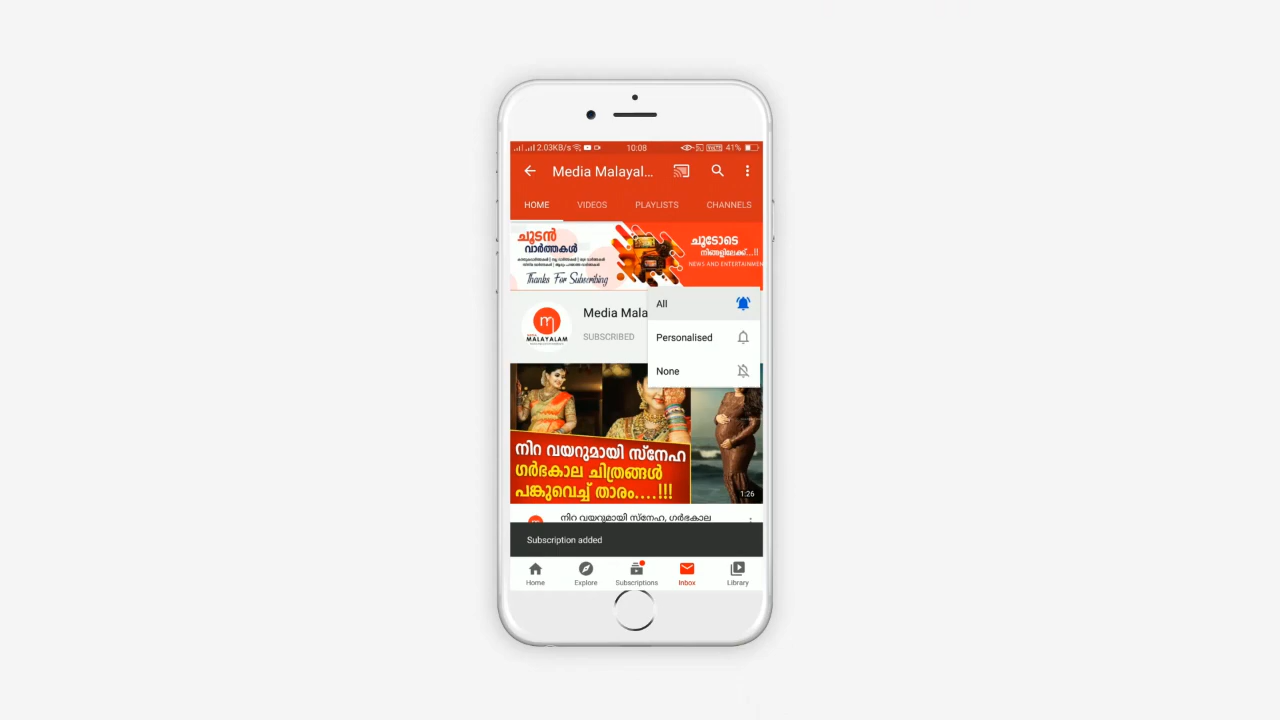 2.03KB/s 10:08 41%
Media Malayal...
HOME VIDEOS PLAYLISTS CHANNELS
ചൂടൻ
വാർത്തകൾ
Thanks For Subscribing
ചൂടോടെ
നിങ്ങളിലേക്ക്...!!
NEWS AND ENTERTAINMEN
Media Mala
SUBSCRIBED
MALAYALAM
All
Personalised
None
നിറ വയറുമായി സ്നേഹ
ഗർഭകാല ചിത്രങ്ങൾ
പങ്കുവെച്ച് താരം....!!!
1:26
നിറ വയറുമായി സ്നേഹ, ഗർഭകാല
Subscription added
Home Explore Subscriptions Inbox Library